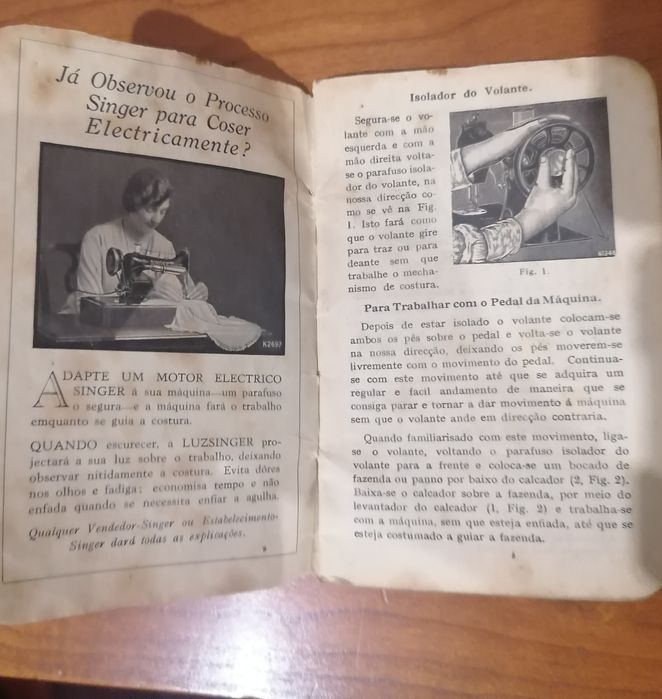 Já Observou o Processo
Singer para Coser
Electricamente?
K2697
ADAPTE UM MOTOR ELECTRICO
SINGER á sua máquina—um parafuso
o segura—e a máquina fará o trabalho
emquanto se guia a costura.
QUANDO escurecer, a LUZSINGER pro-
jectará a sua luz sobre o trabalho, deixando
observar nitidamente a costura. Evita dôres
nos olhos e fadiga; economisa tempo e não
enfada quando se necessita enfiar a agulha.
Qualquer Vendedor-Singer ou Estabelecimento-
Singer dará todas as explicações.
Isolador do Volante.
Segura-se o vo-
lante com a mão
esquerda e com a
mão direita volta-
se o parafuso isola-
dor do volante, na
nossa direcção co-
mo se vê na Fig.
1. Isto fará como
que o volante gire
para traz ou para
deante sem que
trabalhe o mecha-
nismo de costura.
Fig. 1.
Para Trabalhar com o Pedal da Máquina.
Depois de estar isolado o volante colocam-se
ambos os pés sobre o pedal e volta-se o volante
na nossa direcção, deixando os pés moverem-se
livremente com o movimento do pedal. Continua-
se com este movimento até que se adquira um
regular e facil andamento de maneira que se
consiga parar e tornar a dar movimento á máquina
sem que o volante ande em direcção contraria.
Quando familiarisado com este movimento, liga-
se o volante, voltando o parafuso isolador do
volante para a frente e coloca-se um bocado de
fazenda ou panno por baixo do calcador (2, Fig. 2).
Baixa-se o calcador sobre a fazenda, por meio do
levantador do calcador (1, Fig. 2) e trabalha-se
com a máquina, sem que esteja enfiada, até que se
esteja costumado a guiar a fazenda.